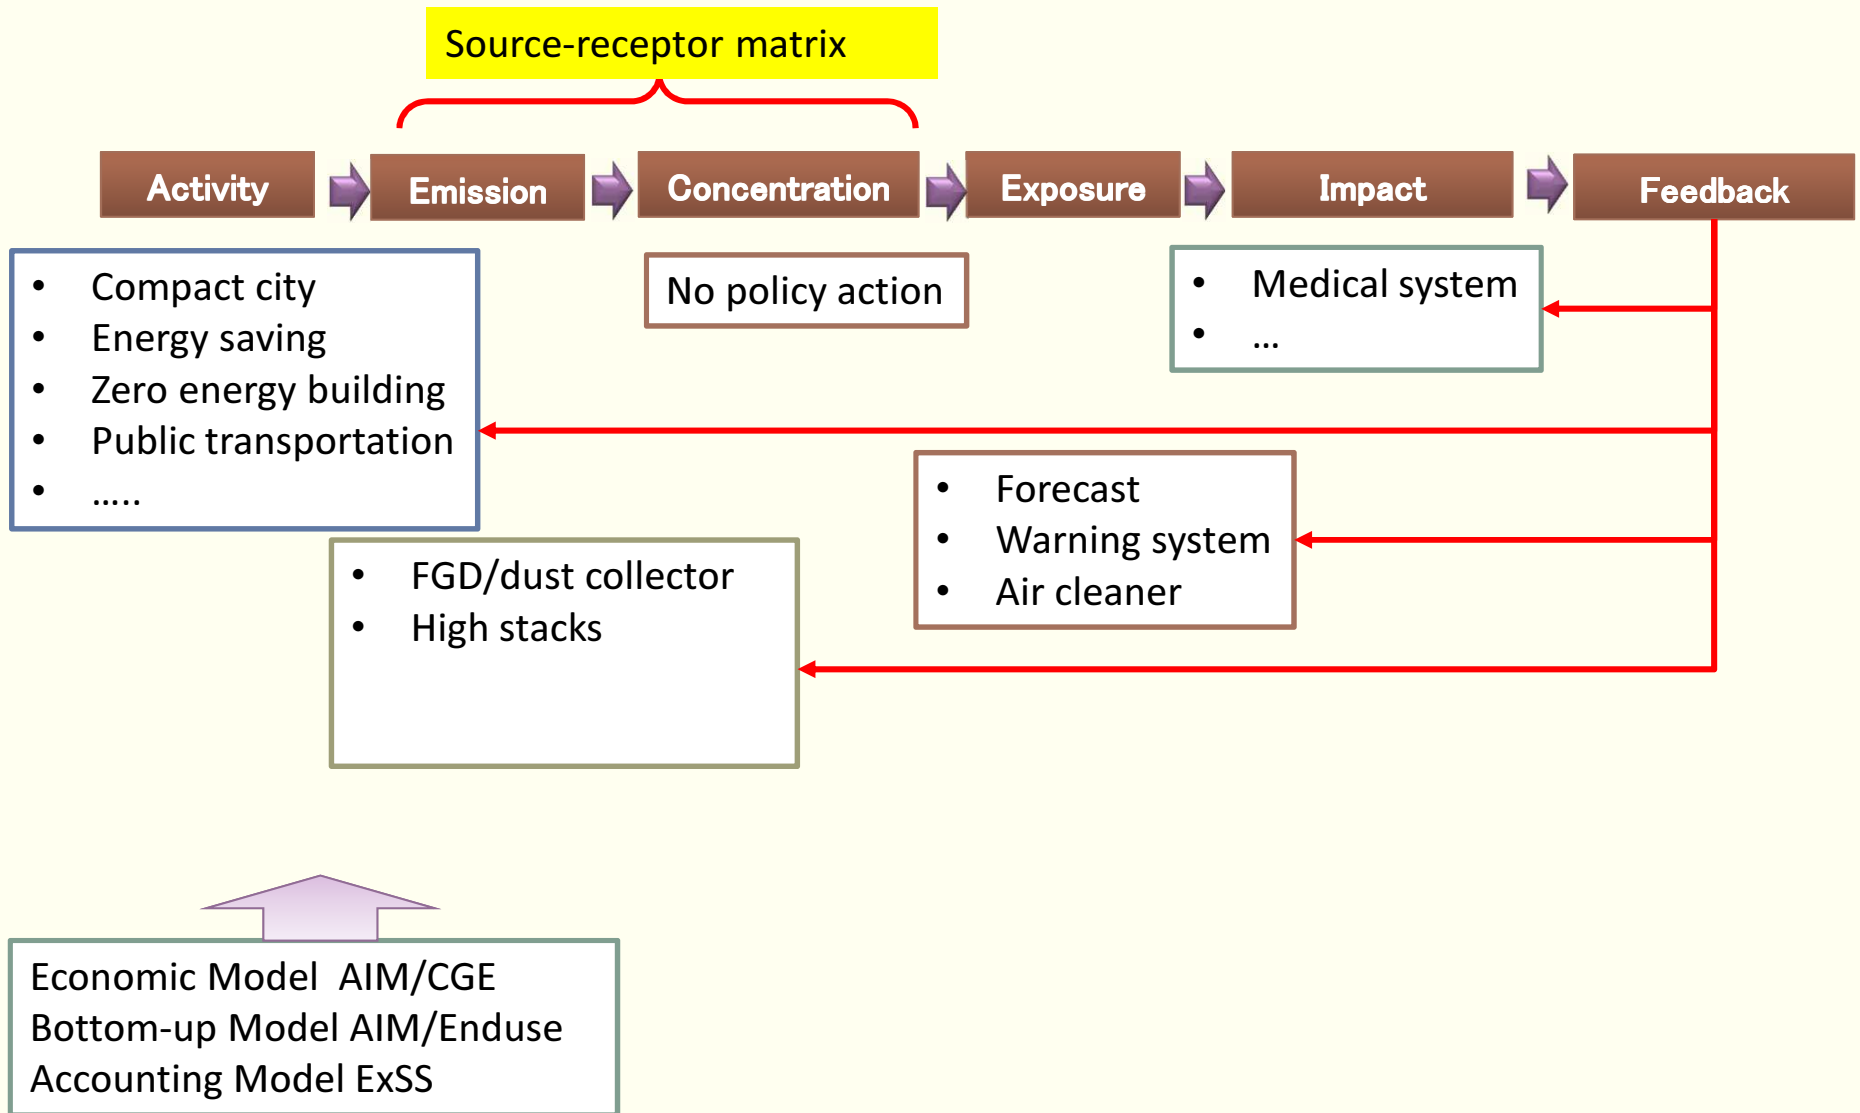 Source-receptor matrix
Activity
Emission
Concentration
Exposure
Impact
Feedback
• Compact city
• Energy saving
• Zero energy building
• Public transportation
• .....
No policy action
• Medical system
• ...
• Forecast
• Warning system
• Air cleaner
• FGD/dust collector
• High stacks
Economic Model AIM/CGE
Bottom-up Model AIM/Enduse
Accounting Model ExSS